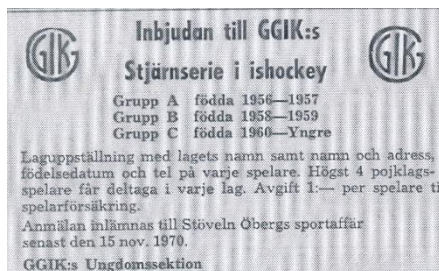 GGIK
Inbjudan till GGIK:s
GGIK
Stjärnserie i ishockey
Grupp A födda 1956—1957
Grupp B födda 1958—1959
Grupp C födda 1960—Yngre
Laguppställning med lagets namn samt namn och adress,
födelsedatum och tel på varje spelare. Högst 4 pojklags-
spelare får deltaga i varje lag. Avgift 1:— per spelare ti
spelarförsäkring.
Anmälan inlämnas till Stöveln Öbergs sportaffär
senast den 15 nov. 1970.
GGIK:s Ungdomssektion